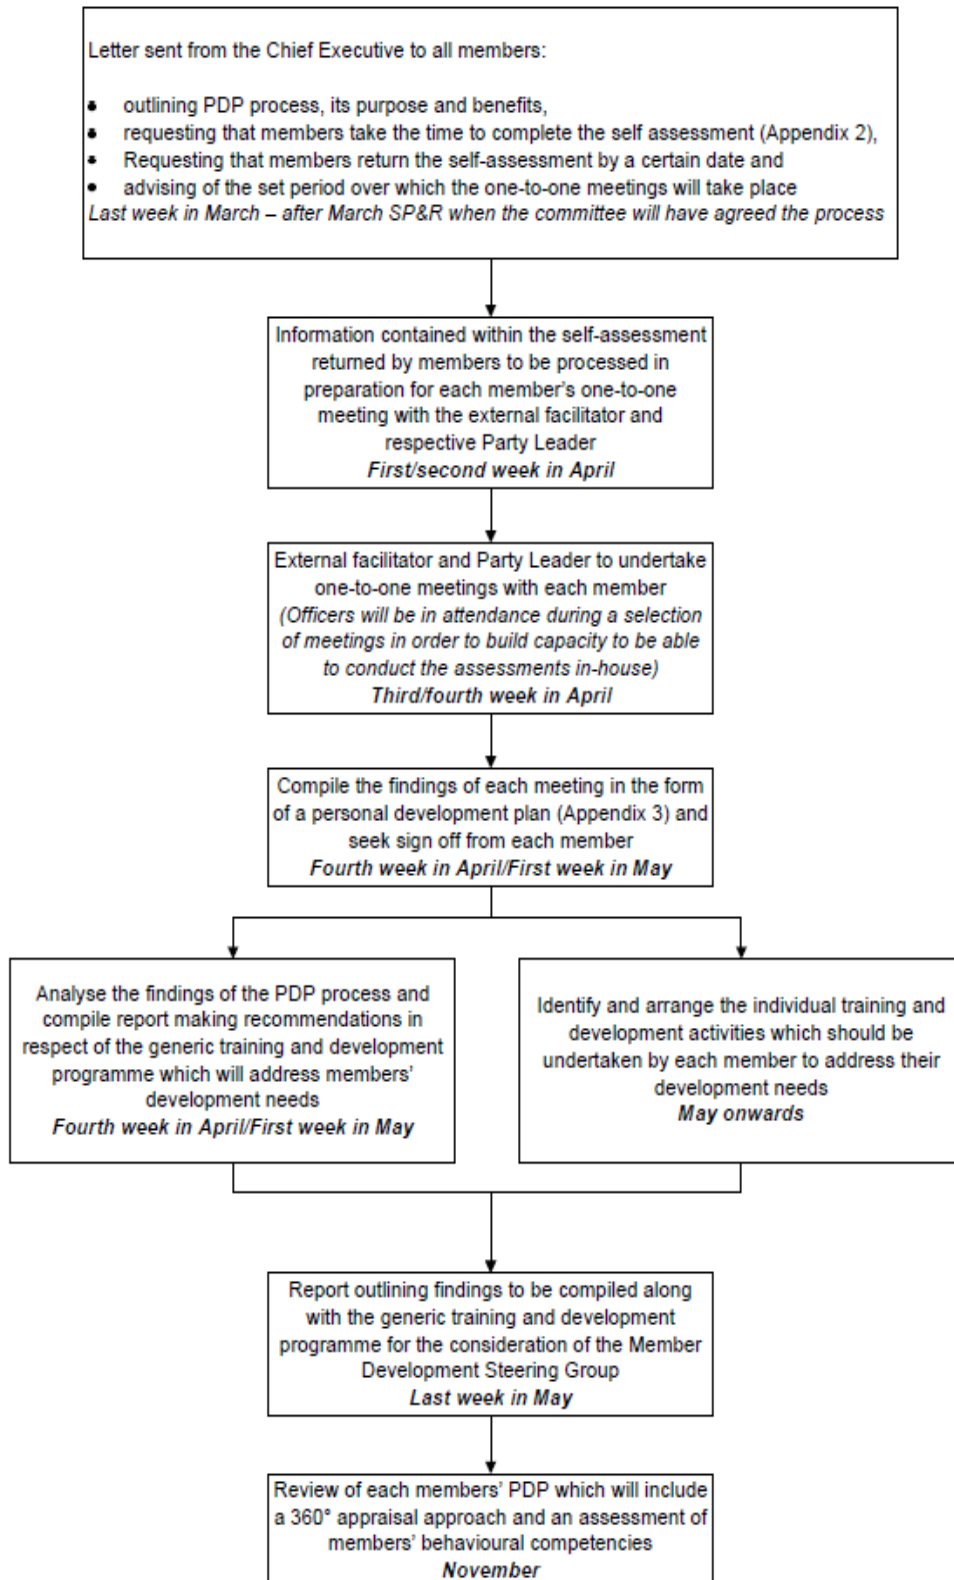 Letter sent from the Chief Executive to all members:
• outlining PDP process, its purpose and benefits,
• requesting that members take the time to complete the self assessment (Appendix 2),
• Requesting that members return the self-assessment by a certain date and
• advising of the set period over which the one-to-one meetings will take place
Last week in March – after March SP&R when the committee will have agreed the process
Information contained within the self-assessment
returned by members to be processed in
preparation for each member's one-to-one
meeting with the external facilitator and
respective Party Leader
First/second week in April
External facilitator and Party Leader to undertake
one-to-one meetings with each member
(Officers will be in attendance during a selection
of meetings in order to build capacity to be able
to conduct the assessments in-house)
Third/fourth week in April
Compile the findings of each meeting in the form
of a personal development plan (Appendix 3) and
seek sign off from each member
Fourth week in April/First week in May
Analyse the findings of the PDP process and
compile report making recommendations in
respect of the generic training and development
programme which will address members'
development needs
Fourth week in April/First week in May
Identify and arrange the individual training and
development activities which should be
undertaken by each member to address their
development needs
May onwards
Report outlining findings to be compiled along
with the generic training and development
programme for the consideration of the Member
Development Steering Group
Last week in May
Review of each members' PDP which will include
a 360° appraisal approach and an assessment of
members' behavioural competencies
November